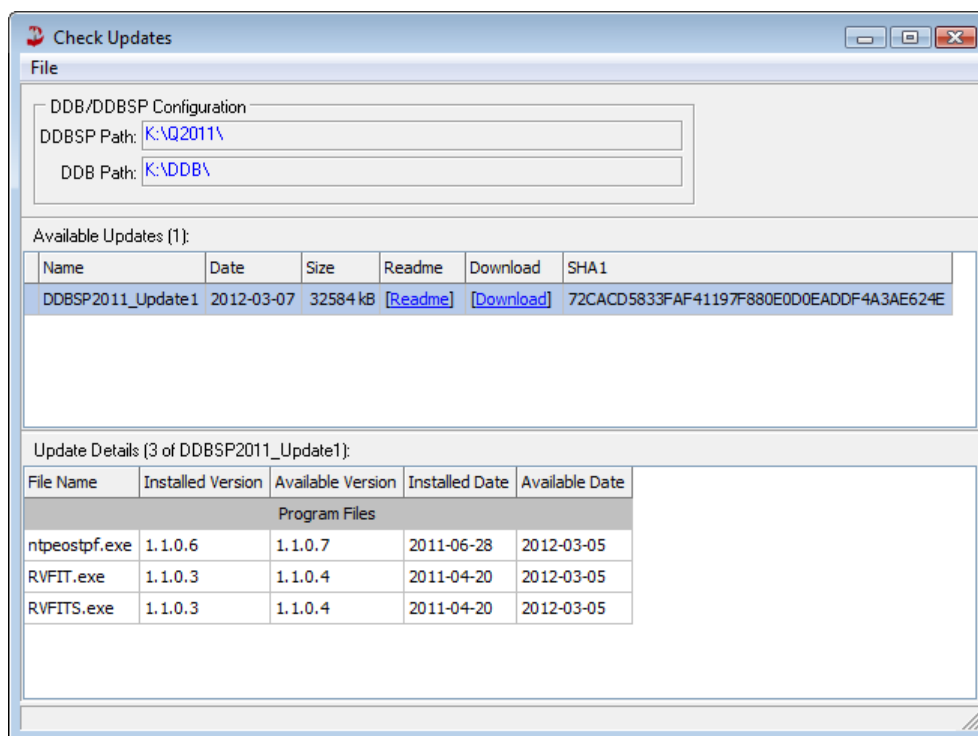 Check Updates
File
DDB/DDBSP Configuration
DDBSP Path: K:\Q2011\
DDB Path: K:\DDB\
Available Updates (1):
Name Date Size Readme Download SHA1
DDBSP2011_Update1 2012-03-07 32584 kB [Readme] [Download] 72CACD5833FAF41197F880E0D0EADDF4A3AE624E
Update Details (3 of DDBSP2011_Update1):
File Name Installed Version Available Version Installed Date Available Date
Program Files
ntpeostpf.exe 1.1.0.6 1.1.0.7 2011-06-28 2012-03-05
RVFIT.exe 1.1.0.3 1.1.0.4 2011-04-20 2012-03-05
RVFITS.exe 1.1.0.3 1.1.0.4 2011-04-20 2012-03-05